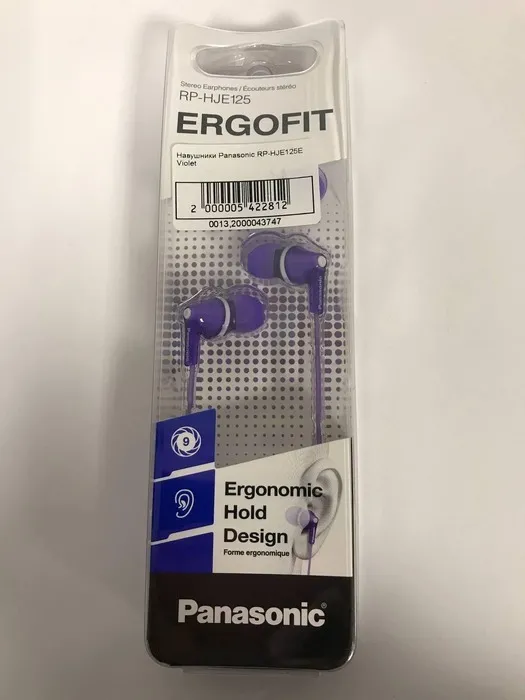 Stereo Earphones / Écouteurs stéréo
RP-HJE125
ERGOFIT
Навушники Panasonic RP-HJE125E
Violet
2 000005 422812
0013,2000043747
Panasonic
9
Ergonomic
Hold
Design
Forme ergonomique
Panasonic®